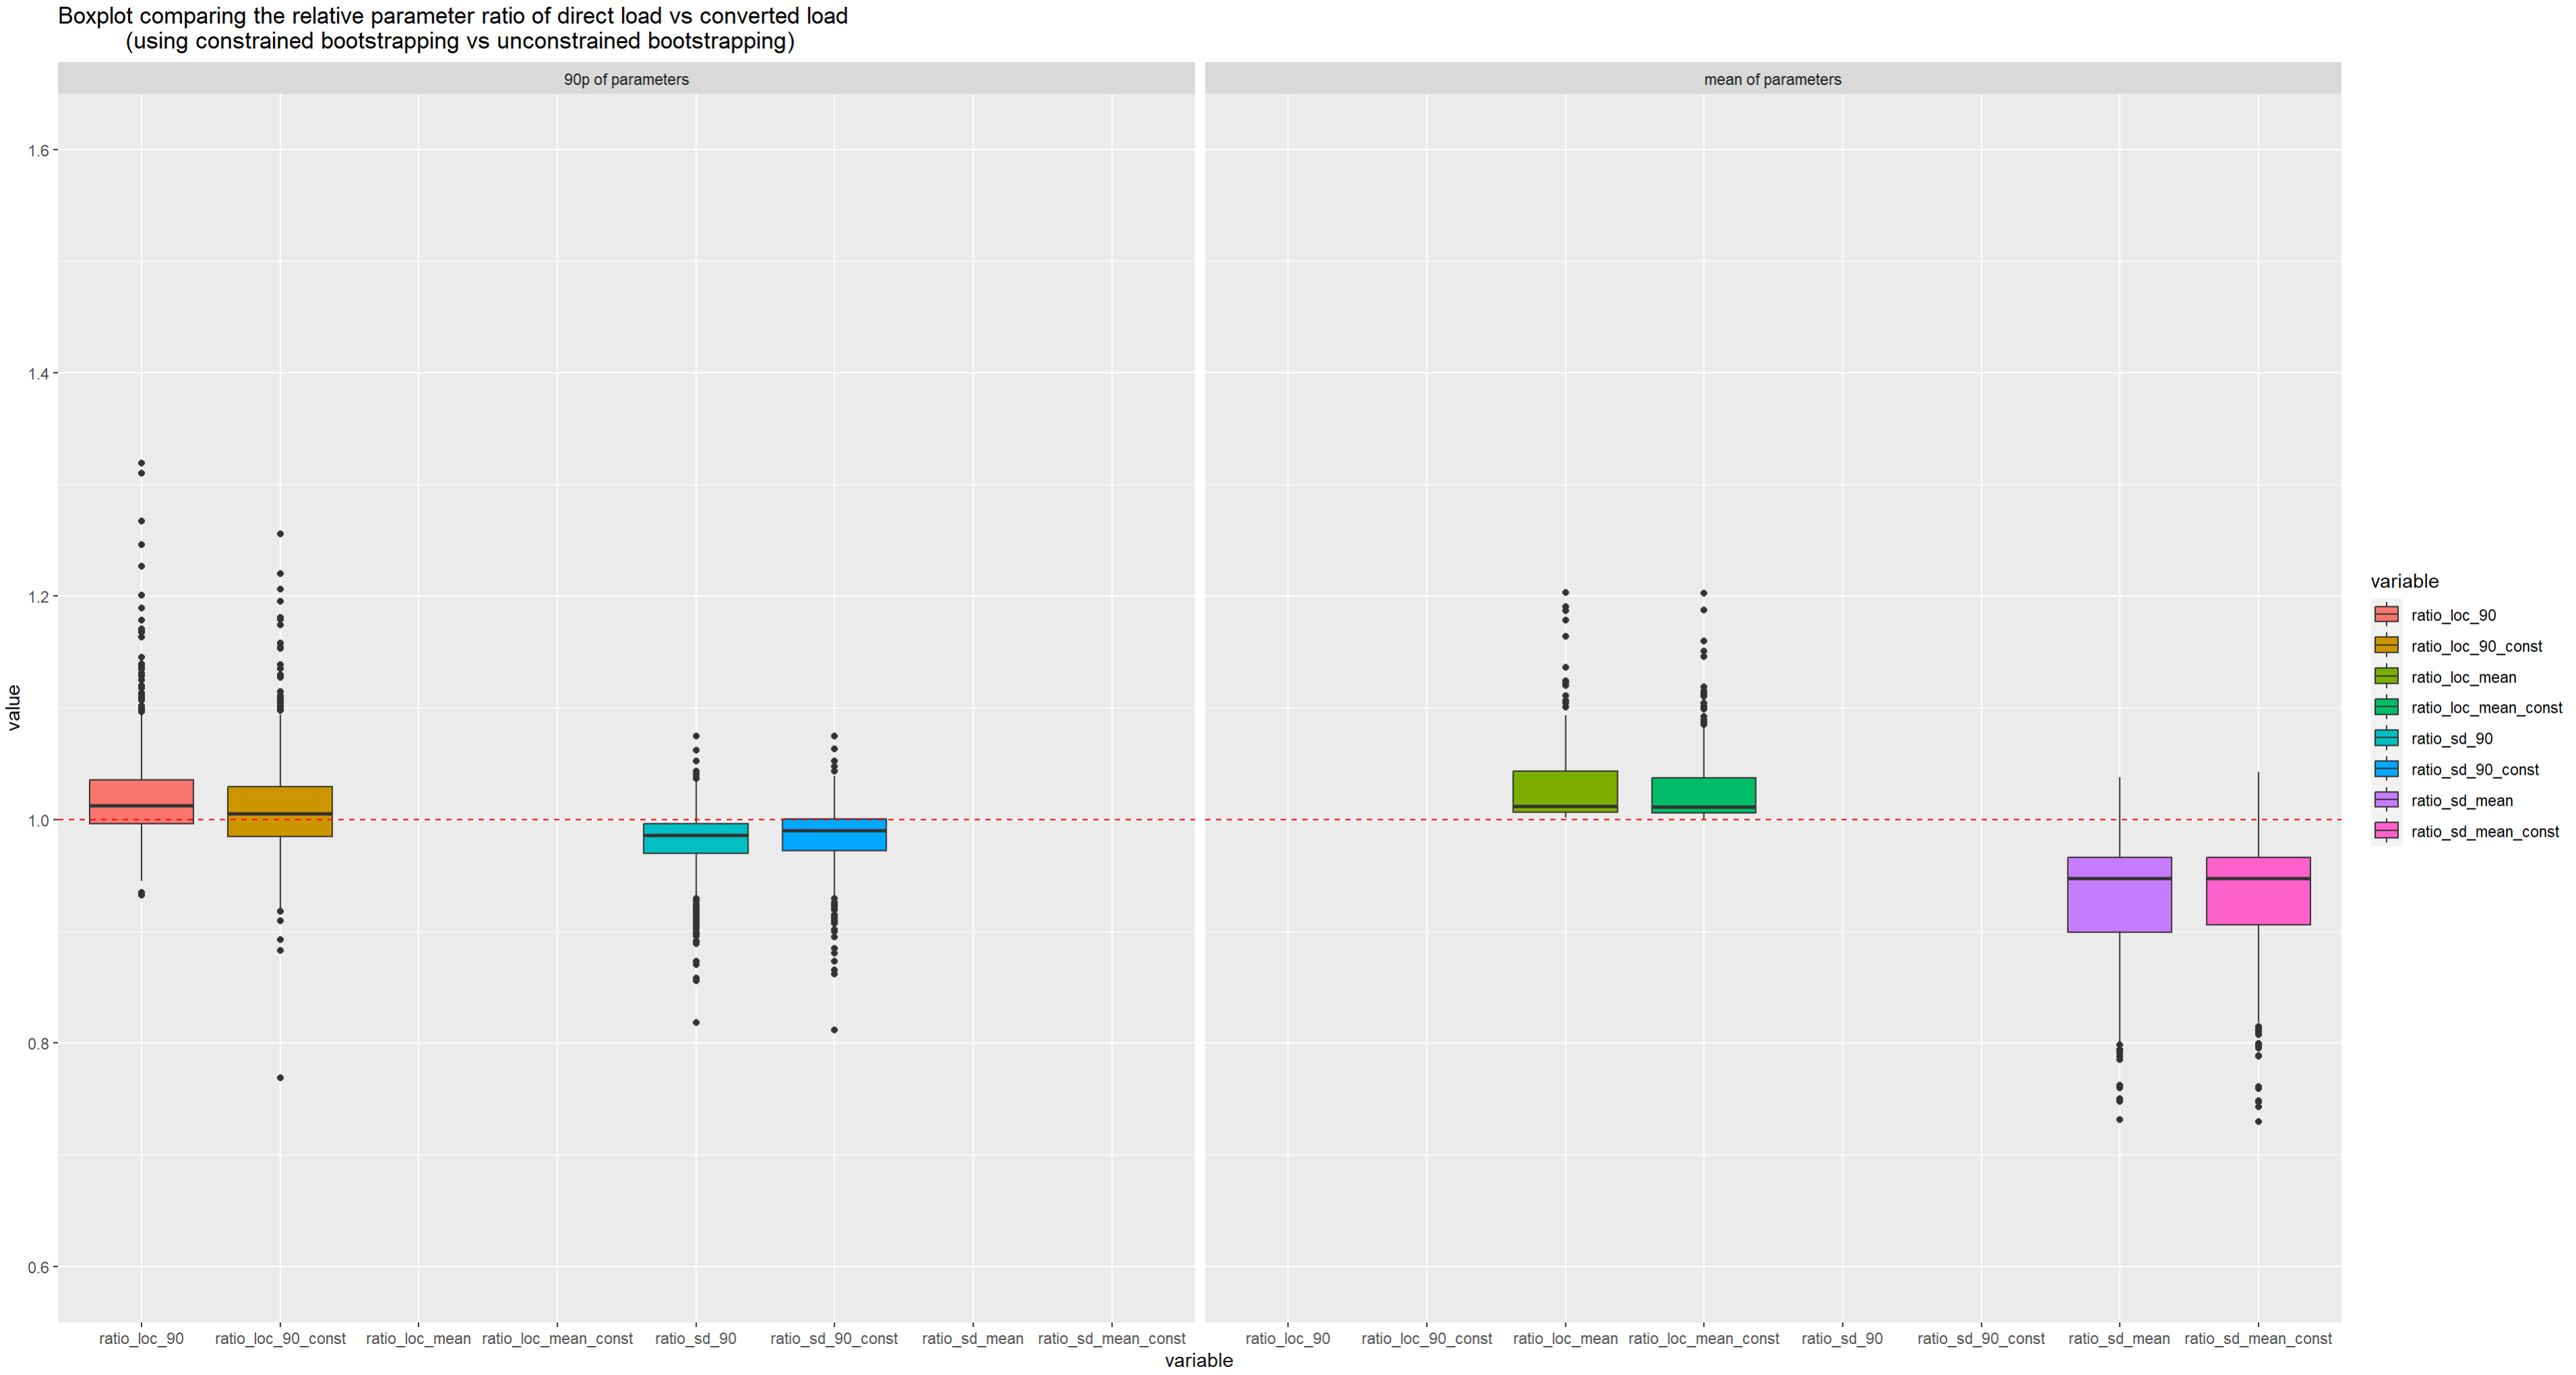 Boxplot comparing the relative parameter ratio of direct load vs converted load
(using constrained bootstrapping vs unconstrained bootstrapping)
90p of parameters
mean of parameters
value
1.6
1.4
1.2
1.0
0.8
0.6
ratio_loc_90 ratio_loc_90_const ratio_loc_mean ratio_loc_mean_const ratio_sd_90 ratio_sd_90_const ratio_sd_mean ratio_sd_mean_const
ratio_loc_90 ratio_loc_90_const ratio_loc_mean ratio_loc_mean_const ratio_sd_90 ratio_sd_90_const ratio_sd_mean ratio_sd_mean_const
variable
variable
ratio_loc_90
ratio_loc_90_const
ratio_loc_mean
ratio_loc_mean_const
ratio_sd_90
ratio_sd_90_const
ratio_sd_mean
ratio_sd_mean_const